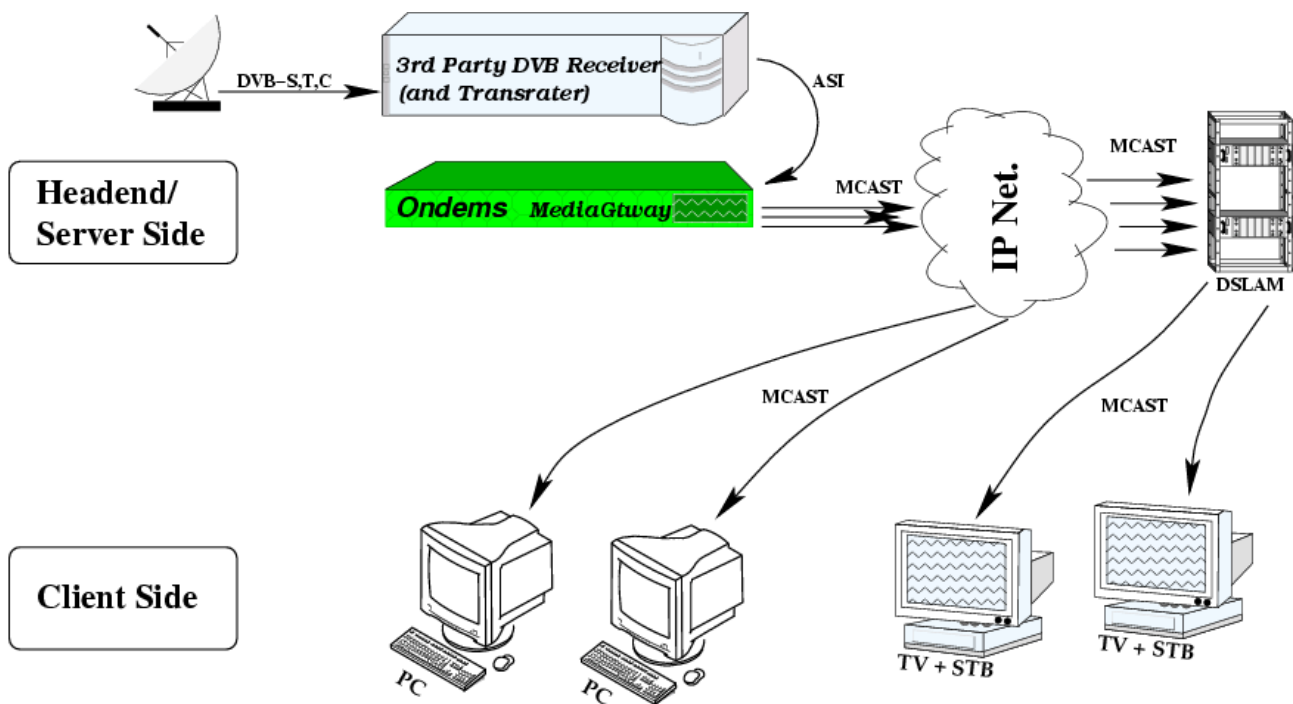 DVB-S,T,C
3rd Party DVB Receiver
(and Transrater)
ASI
Headend/
Server Side
Ondems MediaGtway
MCAST
IP Net.
MCAST
DSLAM
MCAST
MCAST
Client Side
PC
PC
TV + STB
TV + STB